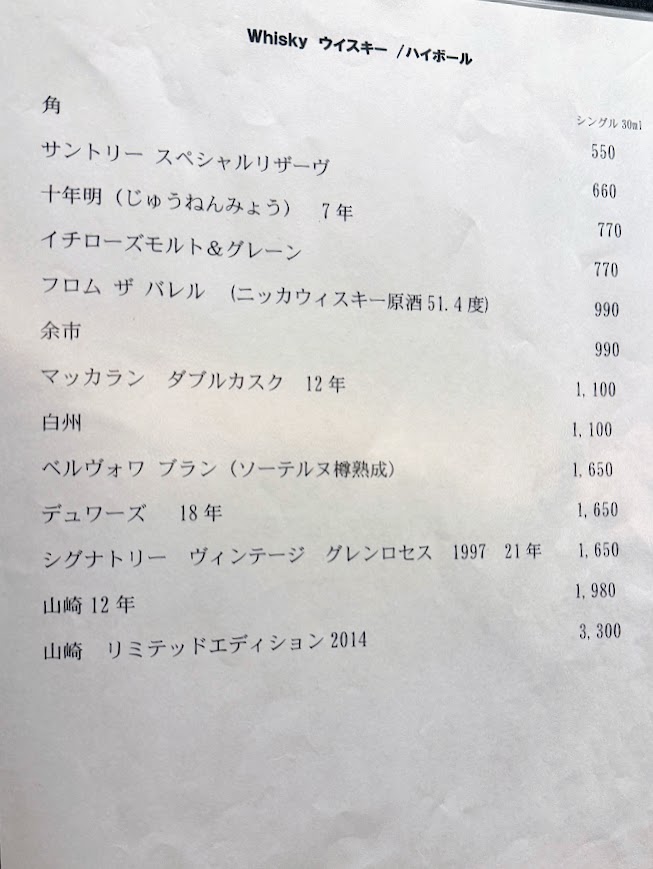 Whisky ウイスキー /ハイボール
シングル 30ml
角 550
サントリー スペシャルリザーヴ 660
十年明（じゅうねんみょう） 7年 770
イチローズモルト＆グレーン 770
フロム ザ バレル (ニッカウィスキー原酒51.4度) 990
余市 990
マッカラン ダブルカスク 12年 1,100
白州 1,100
ベルヴォワ ブラン（ソーテルヌ樽熟成） 1,650
デュワーズ 18年 1,650
シグナトリー ヴィンテージ グレンロセス 1997 21年 1,650
山崎12年 1,980
山崎 リミテッドエディション2014 3,300